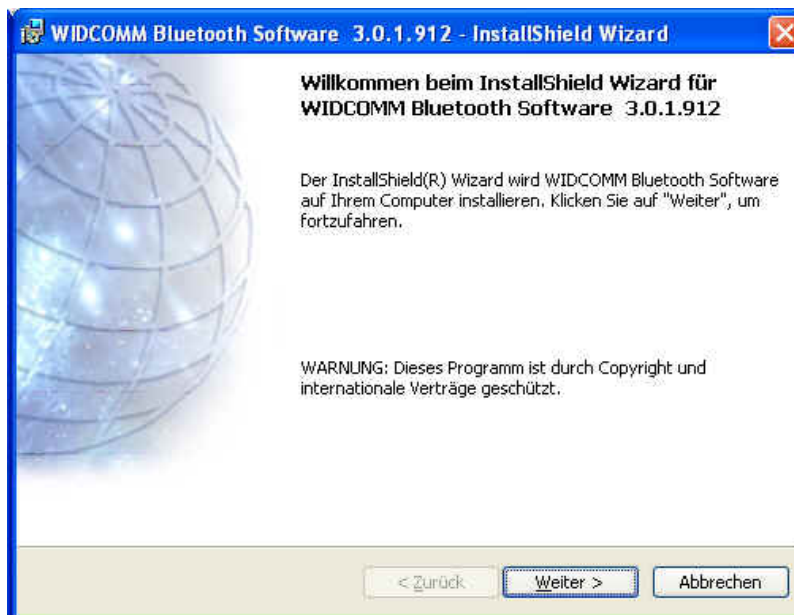 WIDCOMM Bluetooth Software 3.0.1.912 - InstallShield Wizard
Willkommen beim InstallShield Wizard für
WIDCOMM Bluetooth Software 3.0.1.912
Der InstallShield(R) Wizard wird WIDCOMM Bluetooth Software
auf Ihrem Computer installieren. Klicken Sie auf "Weiter", um
fortzufahren.
WARNUNG: Dieses Programm ist durch Copyright und
internationale Verträge geschützt.
< Zurück
Weiter >
Abbrechen